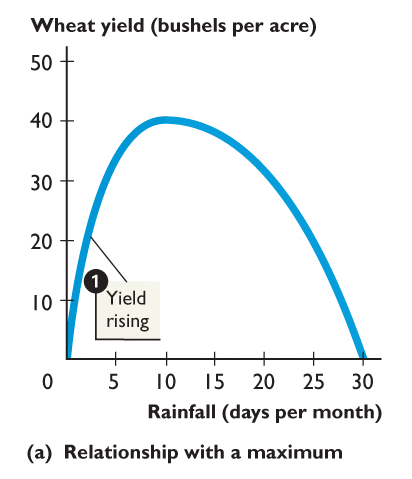 Wheat yield (bushels per acre)
50
40
30
20
10
1
Yield
rising
0 5 10 15 20 25 30
Rainfall (days per month)
(a) Relationship with a maximum